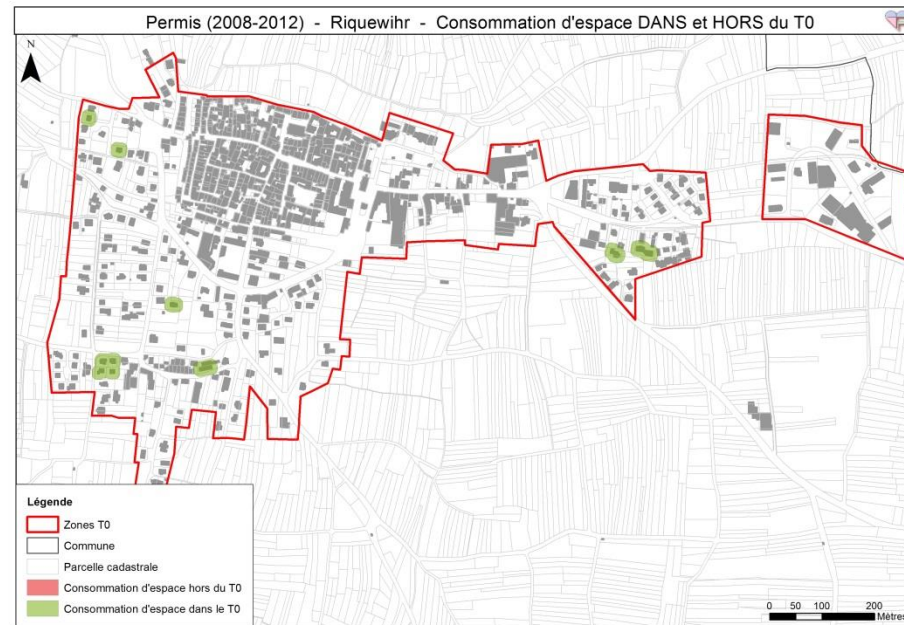 Permis (2008-2012) - Riquewihr - Consommation d'espace DANS et HORS du T0
N
Légende
Zones T0
Commune
Parcelle cadastrale
Consommation d'espace hors du T0
Consommation d'espace dans le T0
0 50 100 200
Mètres